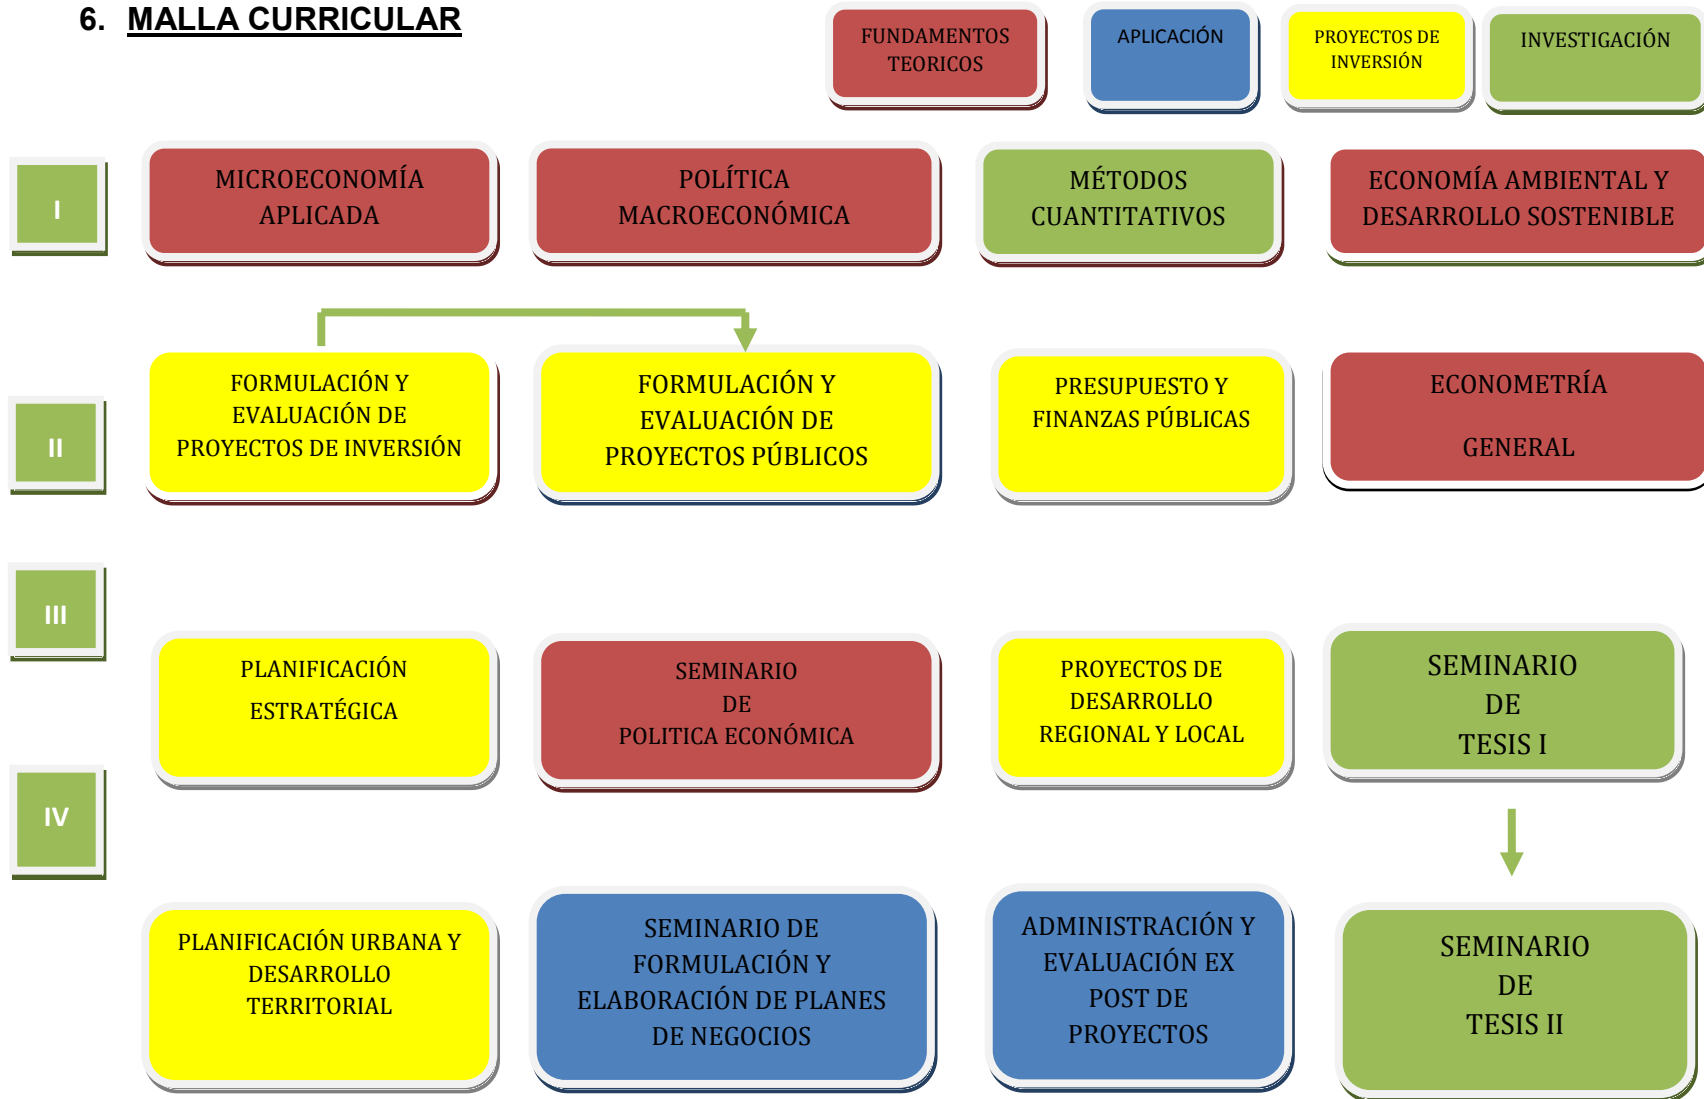 6. MALLA CURRICULAR
FUNDAMENTOS
TEORICOS
APLICACIÓN
PROYECTOS DE
INVERSIÓN
INVESTIGACIÓN
I
MICROECONOMÍA
APLICADA
POLÍTICA
MACROECONÓMICA
MÉTODOS
CUANTITATIVOS
ECONOMÍA AMBIENTAL Y
DESARROLLO SOSTENIBLE
II
FORMULACIÓN Y
EVALUACIÓN DE
PROYECTOS DE INVERSIÓN
FORMULACIÓN Y
EVALUACIÓN DE
PROYECTOS PÚBLICOS
PRESUPUESTO Y
FINANZAS PÚBLICAS
ECONOMETRÍA
GENERAL
III
PLANIFICACIÓN
ESTRATÉGICA
SEMINARIO
DE
POLITICA ECONÓMICA
PROYECTOS DE
DESARROLLO
REGIONAL Y LOCAL
SEMINARIO
DE
TESIS I
IV
PLANIFICACIÓN URBANA Y
DESARROLLO
TERRITORIAL
SEMINARIO DE
FORMULACIÓN Y
ELABORACIÓN DE PLANES
DE NEGOCIOS
ADMINISTRACIÓN Y
EVALUACIÓN EX
POST DE
PROYECTOS
SEMINARIO
DE
TESIS II